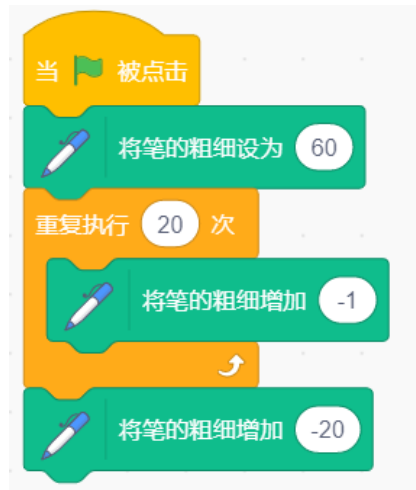 当 被点击
将笔的粗细设为 60
重复执行 20 次
将笔的粗细增加 -1
将笔的粗细增加 -20